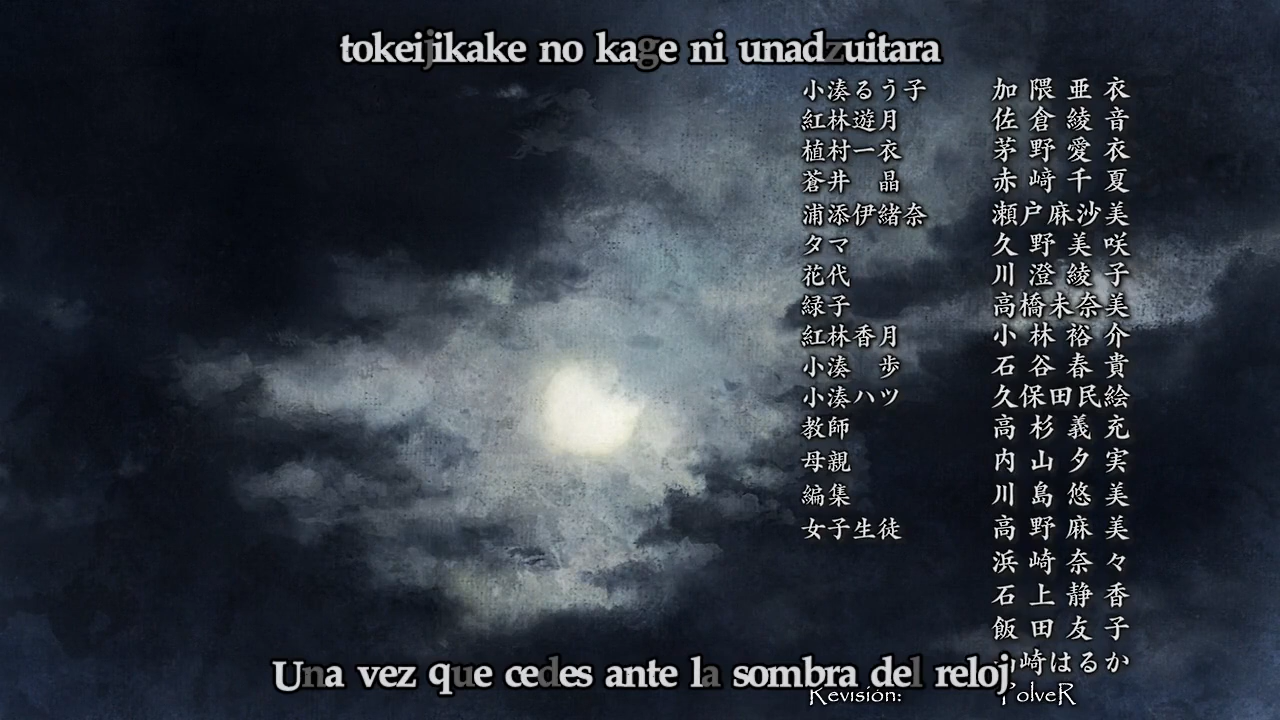 tokeijikake no kage ni unadzuitara
小湊るう子 加隈亜衣
紅林遊月 佐倉綾音
植村一衣 茅野愛衣
蒼井 晶 赤﨑千夏
浦添伊緒奈 瀬戸麻沙美
タマ 久野美咲
花代 川澄綾子
緑子 高橋未奈美
紅林香月 小林裕介
小湊 歩 石谷春貴
小湊ハツ 久保田民絵
教師 高杉義充
母親 内山夕実
編集 川島悠美
女子生徒 高野麻美
浜崎奈々
石上静香
飯田友子
崎はるか
Una vez que cedes ante la sombra del reloj
Revisión: PolveR